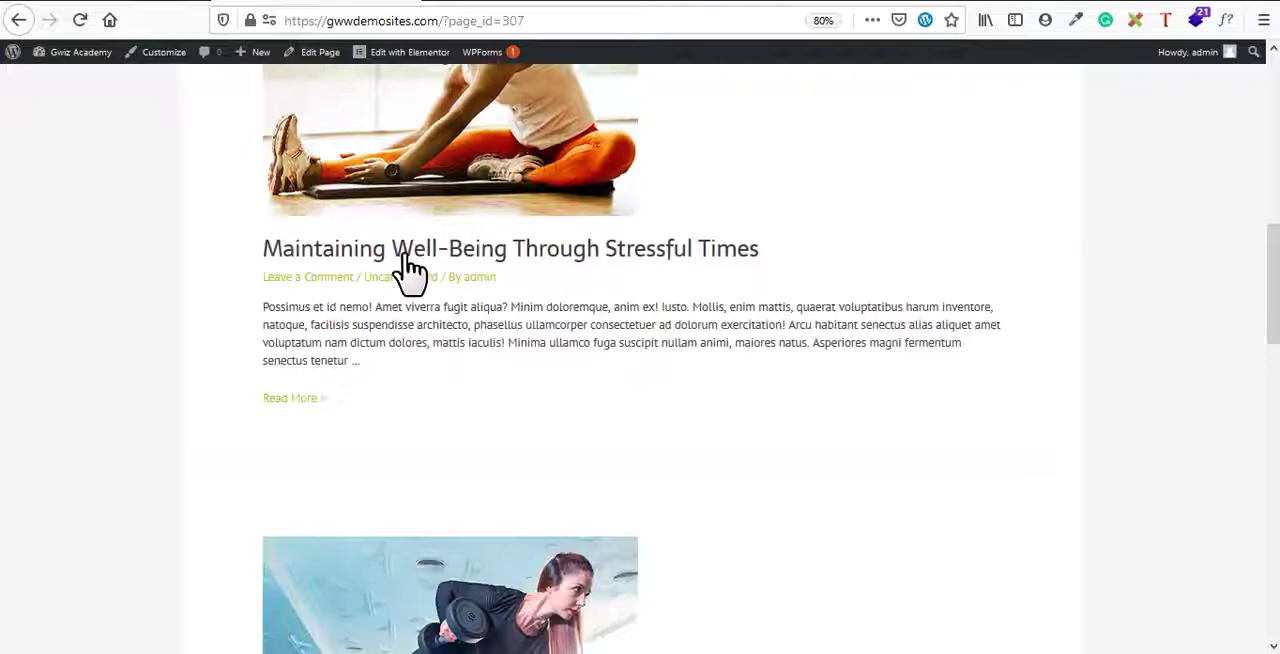 https://gwwdemosites.com/?page_id=307
80%
21
Gwiz Academy
Customize
0
New
Edit Page
Edit with Elementor
WPForms
1
Howdy, admin
Maintaining Well-Being Through Stressful Times
Leave a Comment / / By admin
Possimus et id nemo! Amet viverra fugit aliqua? Minim doloremque, anim ex! Iusto. Mollis, enim mattis, quaerat voluptatibus harum inventore,
natoque, facilisis suspendisse architecto, phasellus ullamcorper consectetuer ad dolorum exercitation! Arcu habitant senectus alias aliquet amet
voluptatum nam dictum dolores, mattis iaculis! Minima ullamco fuga suscipit nullam animi, maiores natus. Asperiores magni fermentum
senectus tenetur ...
Read More »